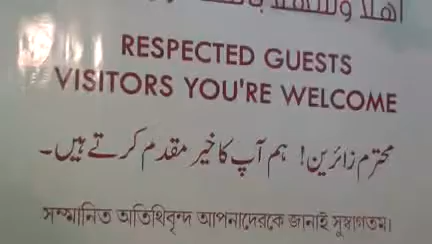 أهلا وسهلا
RESPECTED GUESTS
VISITORS YOU'RE WELCOME
محترم زائرین! ہم آپ کا خیر مقدم کرتے ہیں۔
সম্মানিত অতিথিবৃন্দ আপনাদেরকে জানাই সুস্বাগতম।